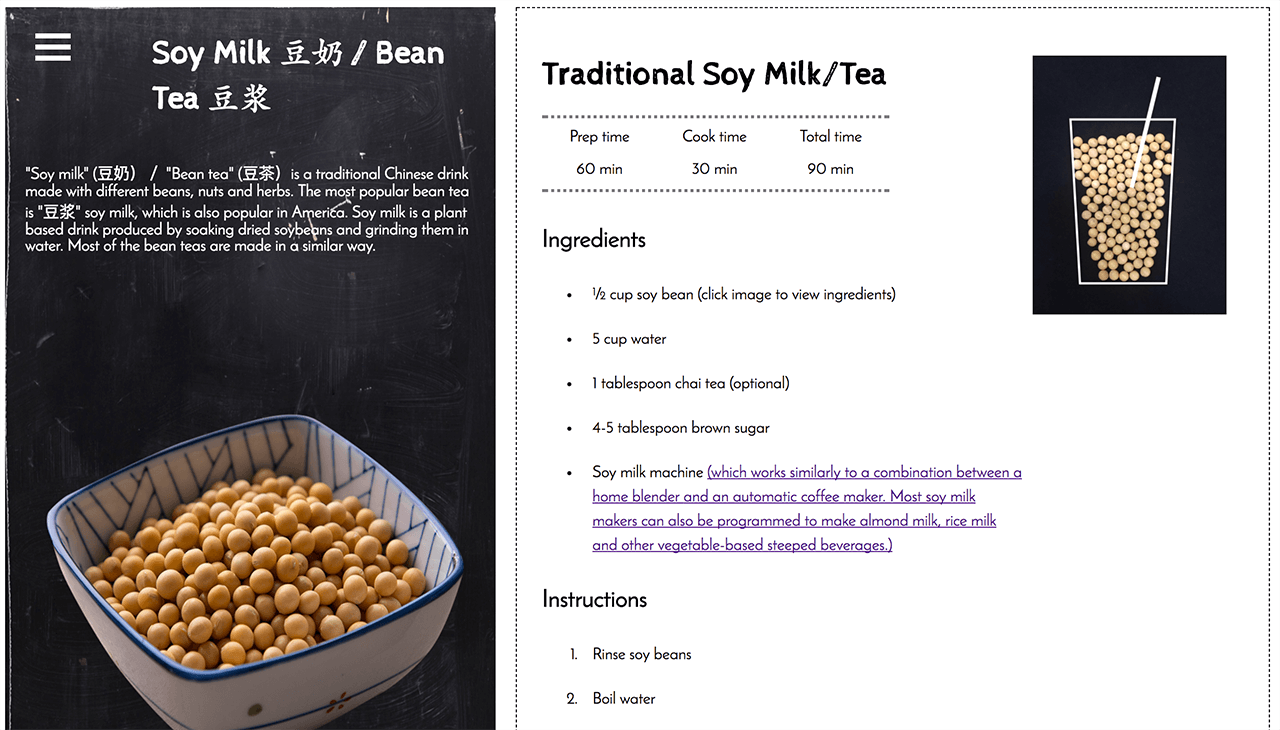 Soy Milk 豆奶 / Bean
Tea 豆浆
"Soy milk" (豆奶） / "Bean tea" (豆茶） is a traditional Chinese drink
made with different beans, nuts and herbs. The most popular bean tea
is "豆浆" soy milk, which is also popular in America. Soy milk is a plant
based drink produced by soaking dried soybeans and grinding them in
water. Most of the bean teas are made in a similar way.
Traditional Soy Milk/Tea
Prep time Cook time Total time
60 min 30 min 90 min
Ingredients
• ½ cup soy bean (click image to view ingredients)
• 5 cup water
• 1 tablespoon chai tea (optional)
• 4-5 tablespoon brown sugar
• Soy milk machine (which works similarly to a combination between a
home blender and an automatic coffee maker. Most soy milk
makers can also be programmed to make almond milk, rice milk
and other vegetable-based steeped beverages.)
Instructions
1. Rinse soy beans
2. Boil water